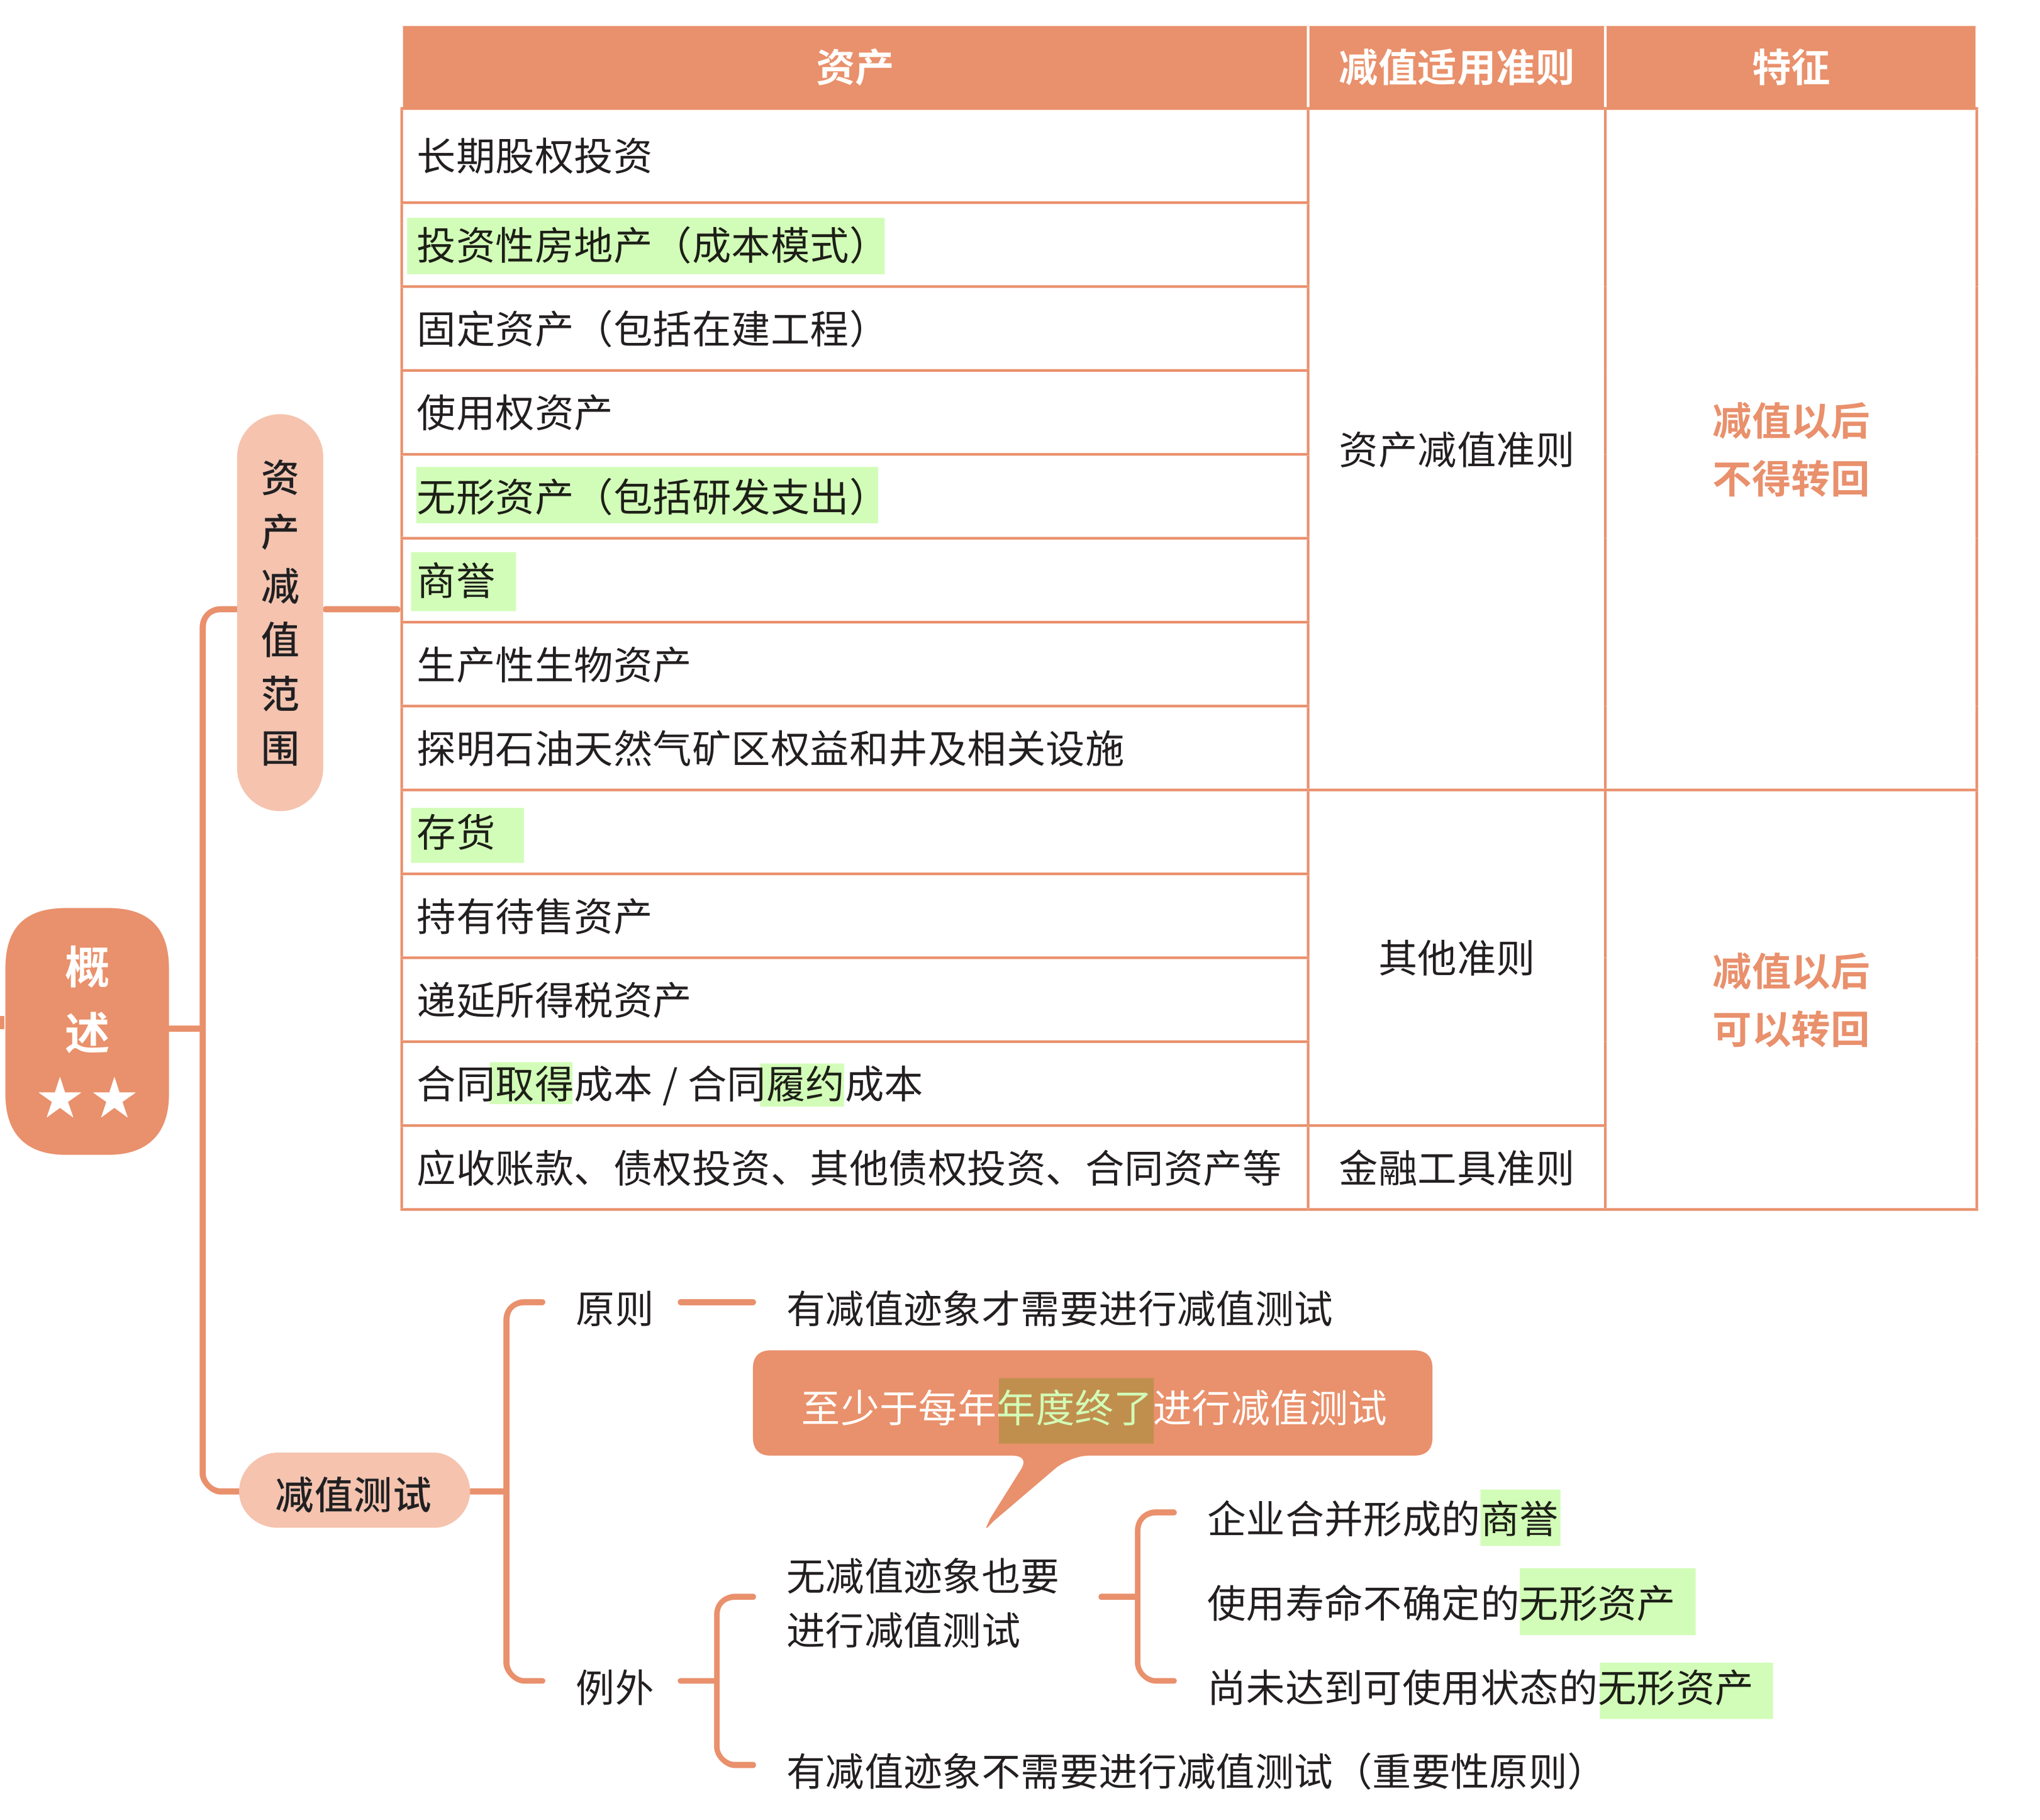 资产 减值适用准则 特征
长期股权投资
投资性房地产（成本模式）
固定资产（包括在建工程）
使用权资产
无形资产（包括研发支出）
商誉
生产性生物资产
探明石油天然气矿区权益和井及相关设施
资产减值准则
减值以后
不得转回
存货
持有待售资产
递延所得税资产
合同取得成本 / 合同履约成本
其他准则
减值以后
可以转回
应收账款、债权投资、其他债权投资、合同资产等 金融工具准则
资产减值范围
概述
★★
减值测试
原则
有减值迹象才需要进行减值测试
至少于每年年度终了进行减值测试
例外
无减值迹象也要
进行减值测试
企业合并形成的商誉
使用寿命不确定的无形资产
尚未达到可使用状态的无形资产
有减值迹象不需要进行减值测试（重要性原则）